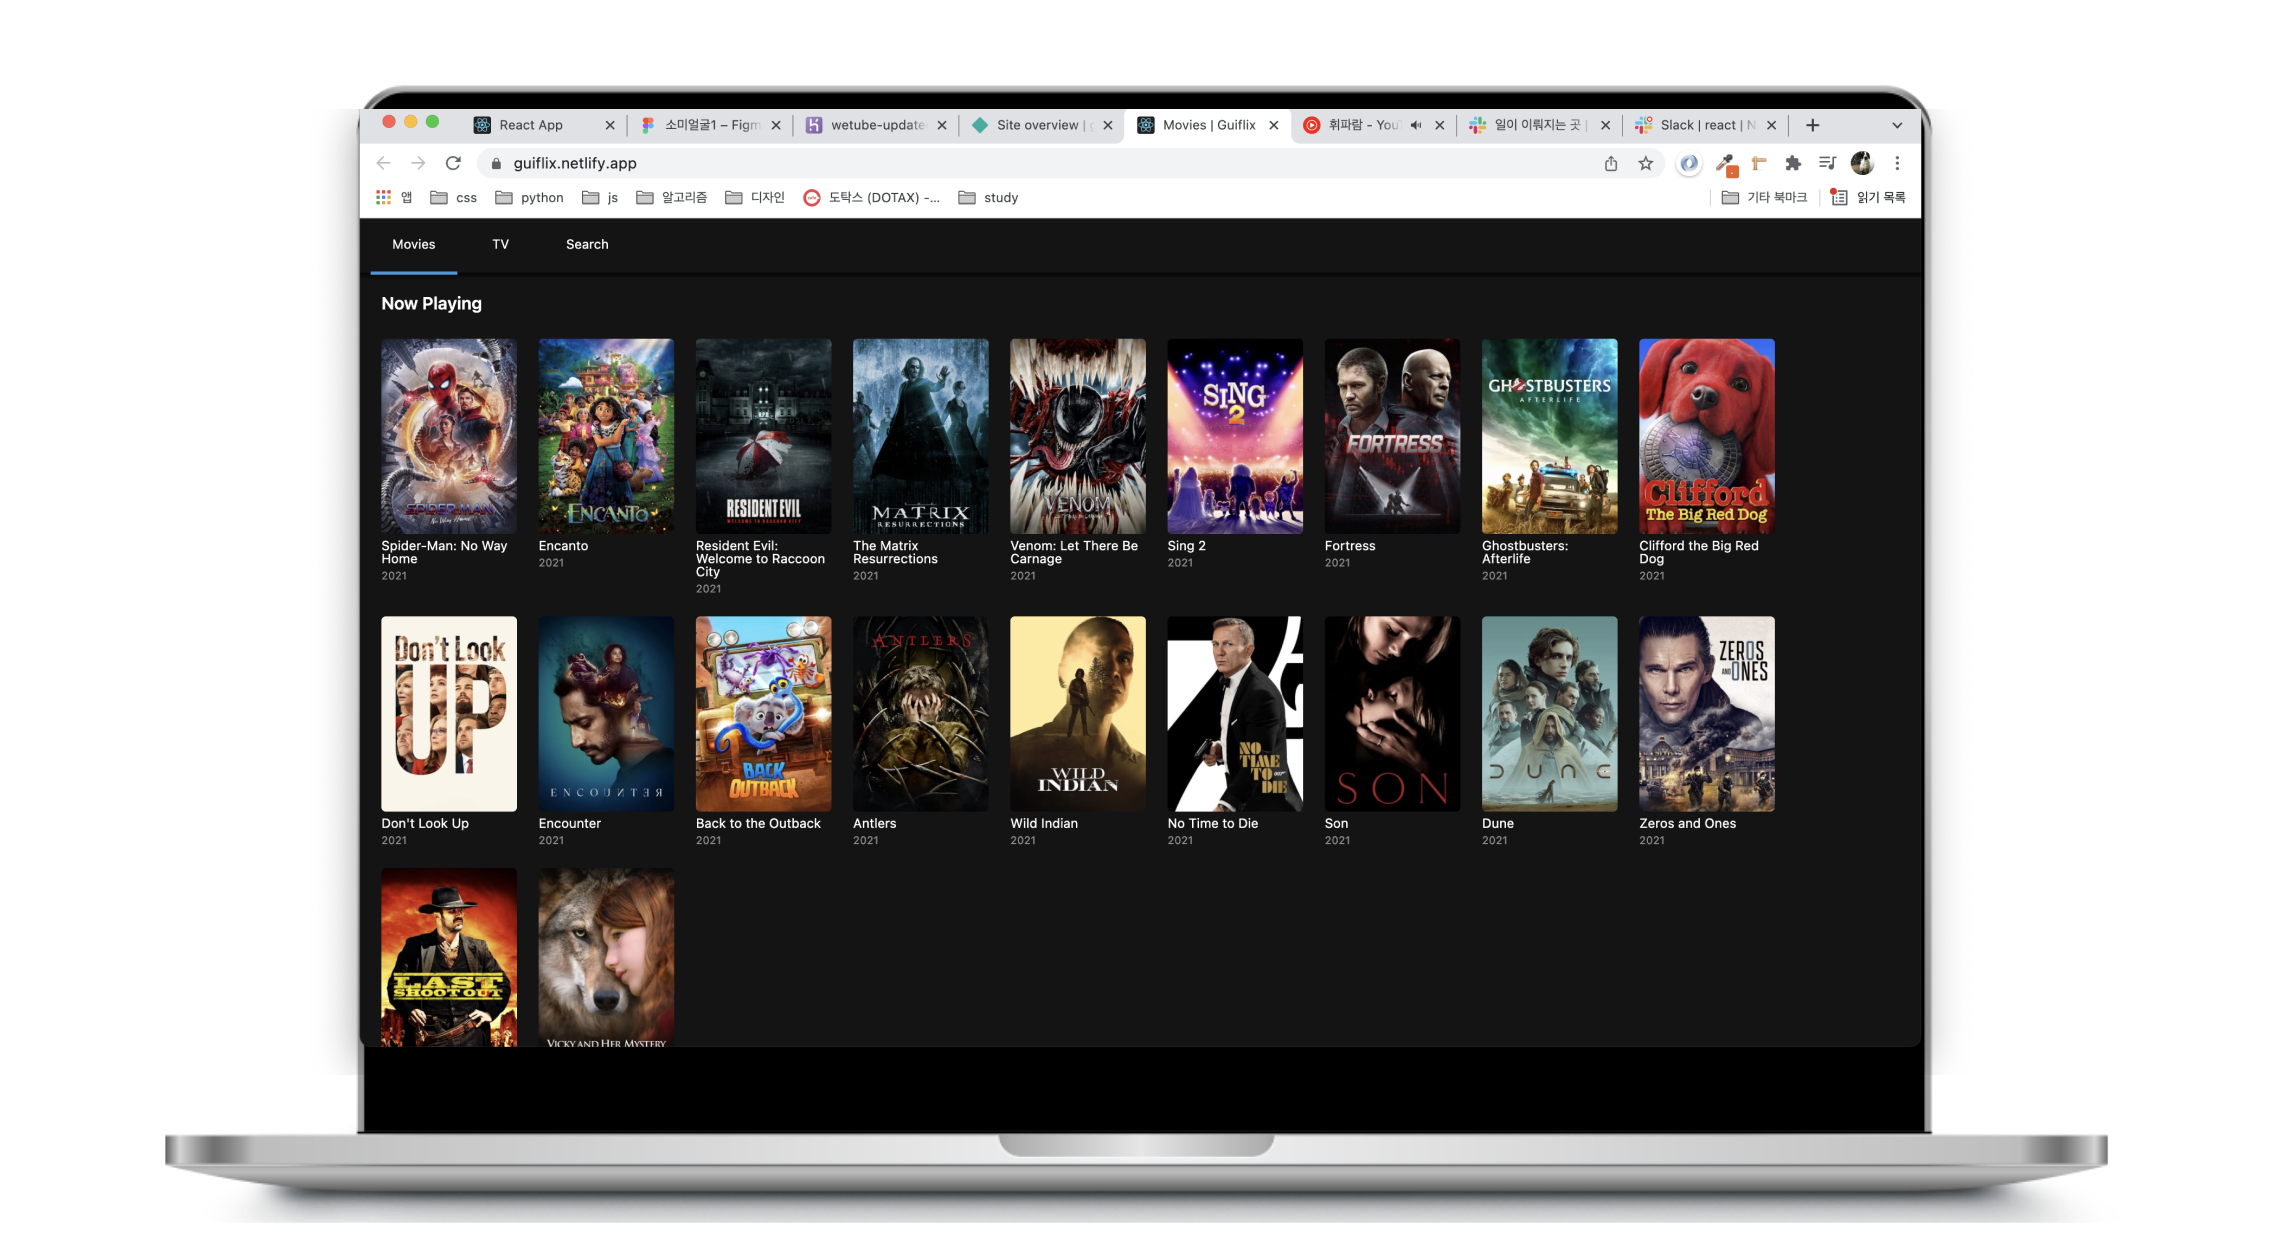 React App
소미얼굴1 – Figm
wetube-update
Site overview |
Movies | Guiflix
휘파람 - You
일이 이뤄지는 곳 |
Slack | react | N
guiflix.netlify.app
앱
css
python
js
알고리즘
디자인
도탁스 (DOTAX) -...
study
기타 북마크
읽기 목록
Movies
TV
Search
Now Playing
SPIDER-MAN
No Way Home
ENCANTO
RESIDENT EVIL
WELCOME TO RACCOON CITY
MATRIX
RESURRECTIONS
VENOM
SING
2
FORTRESS
GHOSTBUSTERS
AFTERLIFE
Clifford
The Big Red Dog
Spider-Man: No Way
Home
2021
Encanto
2021
Resident Evil:
Welcome to Raccoon
City
2021
The Matrix
Resurrections
2021
Venom: Let There Be
Carnage
2021
Sing 2
2021
Fortress
2021
Ghostbusters:
Afterlife
2021
Clifford the Big Red
Dog
2021
Don't Look
UP
ENCOUNTER
BACK
OUTBACK
ANTLERS
WILD
INDIAN
NO
TIME
TO
DIE
007
SON
DUNE
ZEROS
AND ONES
Don't Look Up
2021
Encounter
2021
Back to the Outback
2021
Antlers
2021
Wild Indian
2021
No Time to Die
2021
Son
2021
Dune
2021
Zeros and Ones
2021
LAST
SHOOTOUT
VICKY AND HER MYSTERY